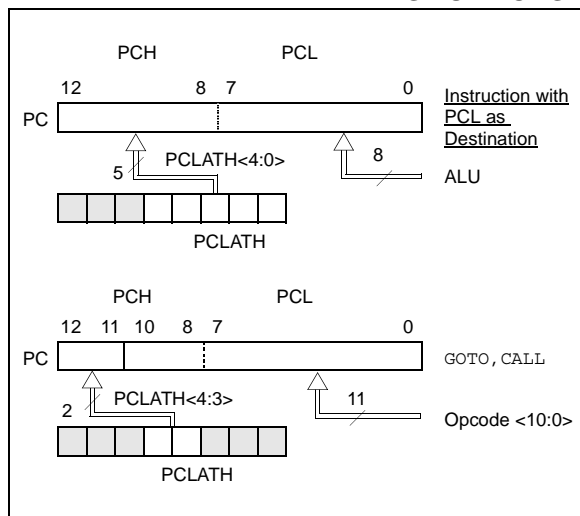 PCH PCL
12 8 7 0
PC
Instruction with
PCL as
Destination
5 PCLATH<4:0> 8
ALU
PCLATH
PCH PCL
12 11 10 8 7 0
PC
GOTO,CALL
2 PCLATH<4:3> 11
Opcode <10:0>
PCLATH